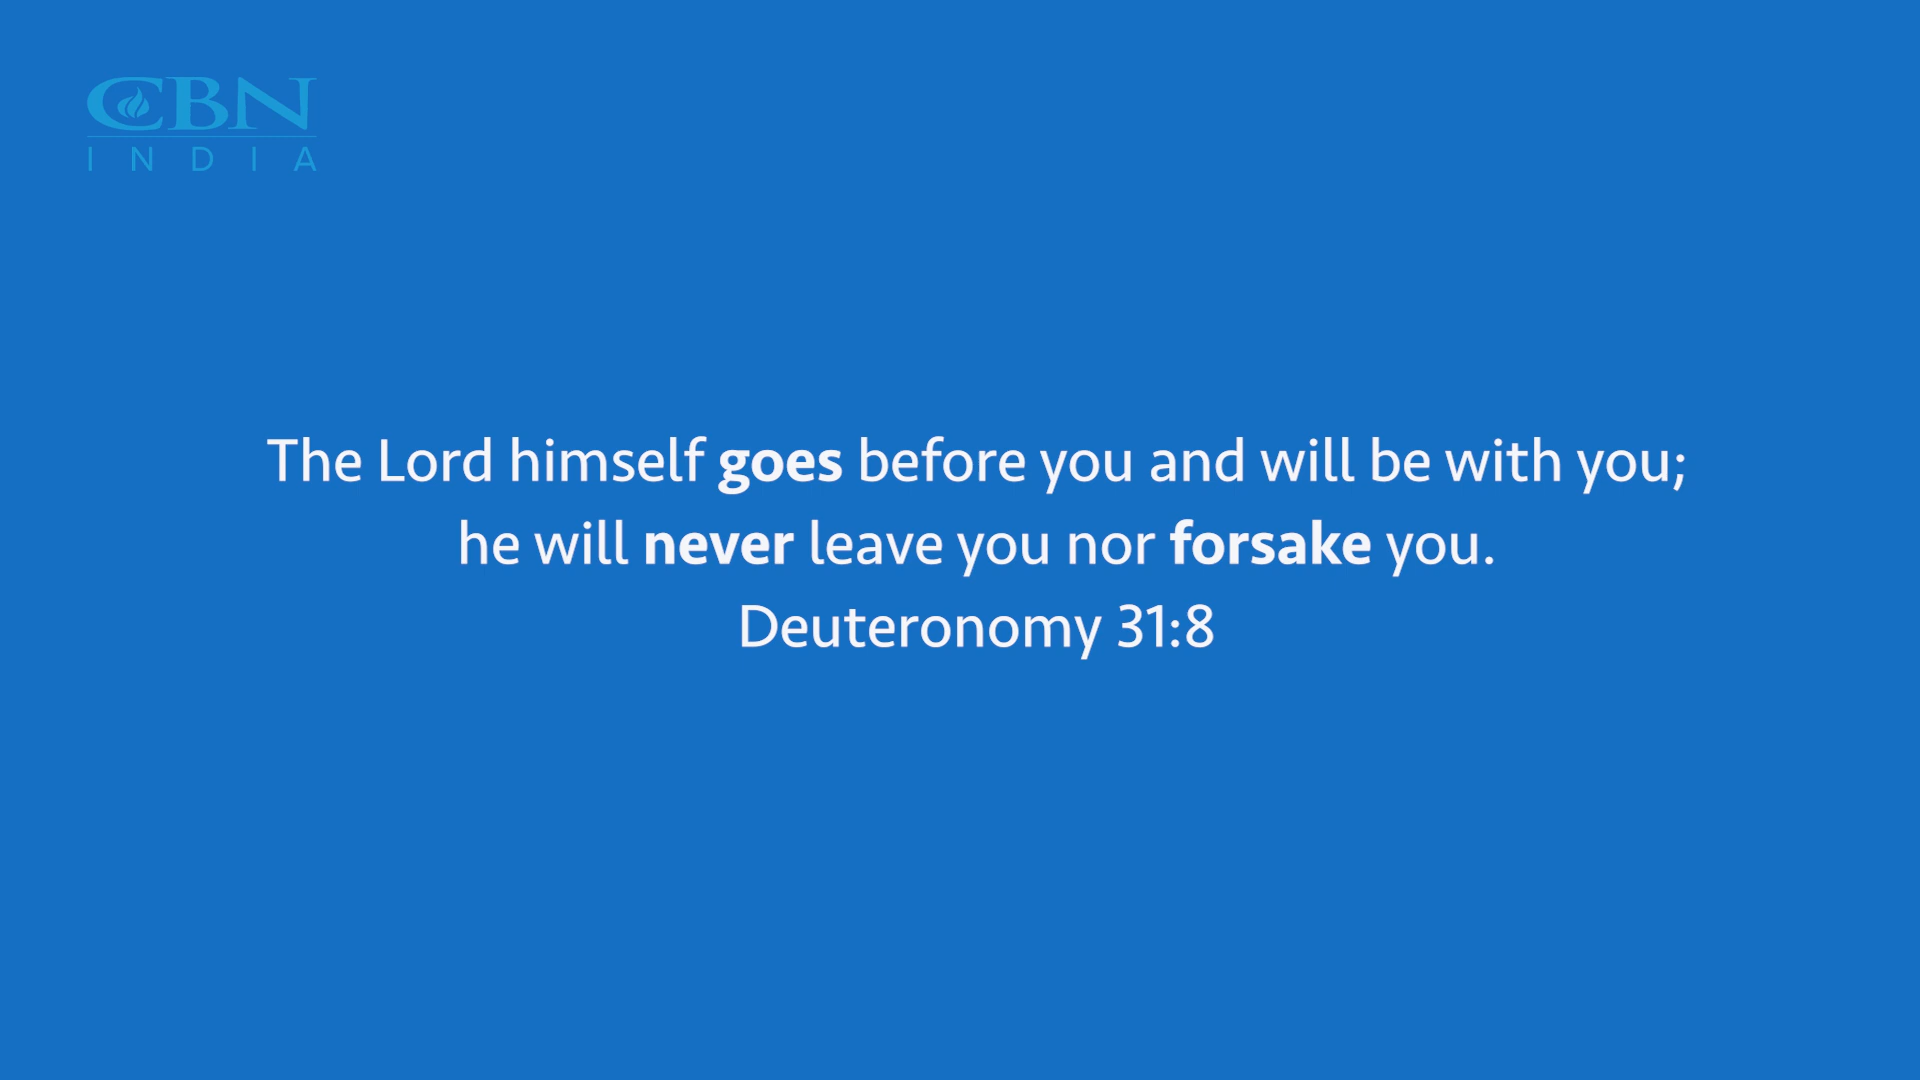 CBN
INDIA
The Lord himself goes before you and will be with you;
he will never leave you nor forsake you.
Deuteronomy 31:8